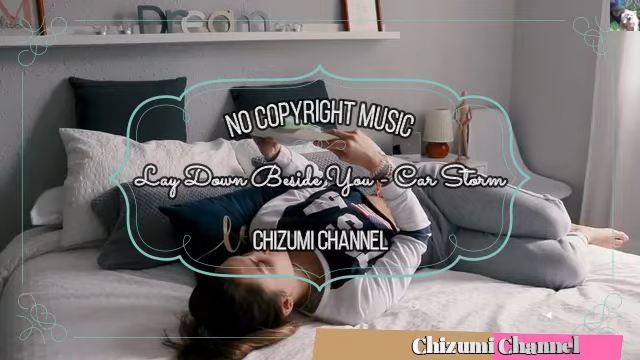 Dream
NO COPYRIGHT MUSIC
Lay Down Beside You - Car Storm
CHIZUMI CHANNEL
Chizumi Channel